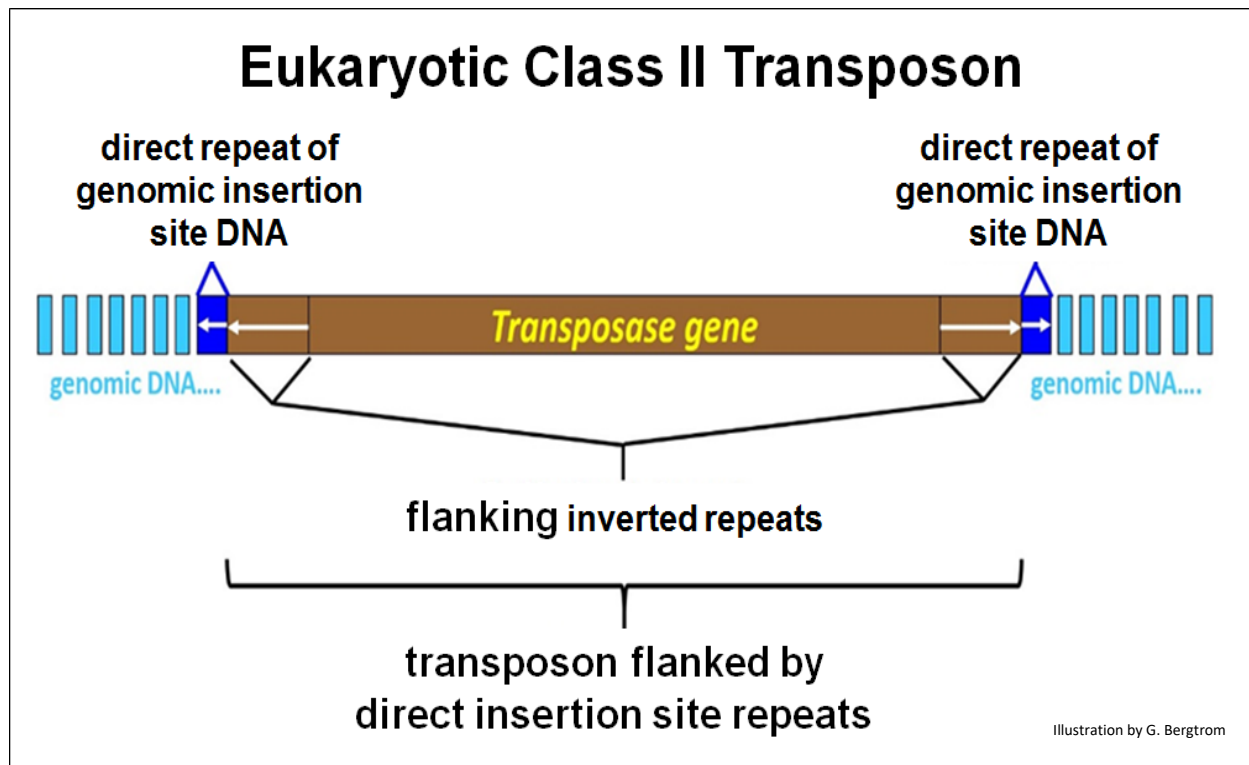 Eukaryotic Class II Transposon
direct repeat of
genomic insertion
site DNA
direct repeat of
genomic insertion
site DNA
Transposase gene
genomic DNA....
genomic DNA....
flanking inverted repeats
transposon flanked by
direct insertion site repeats
Illustration by G. Bergtrom